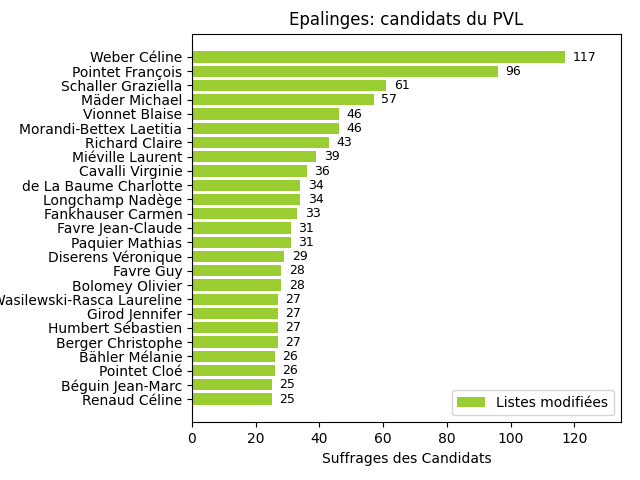 Epalinges: candidats du PVL
Weber Céline 117
Pointet François 96
Schaller Graziella 61
Mäder Michael 57
Vionnet Blaise 46
Morandi-Bettex Laetitia 46
Richard Claire 43
Miéville Laurent 39
Cavalli Virginie 36
de La Baume Charlotte 34
Longchamp Nadège 34
Fankhauser Carmen 33
Favre Jean-Claude 31
Paquier Mathias 31
Diserens Véronique 29
Favre Guy 28
Bolomey Olivier 28
Wasilewski-Rasca Laureline 27
Girod Jennifer 27
Humbert Sébastien 27
Berger Christophe 27
Bähler Mélanie 26
Pointet Cloé 26
Béguin Jean-Marc 25
Renaud Céline 25
Listes modifiées
0 20 40 60 80 100 120
Suffrages des Candidats